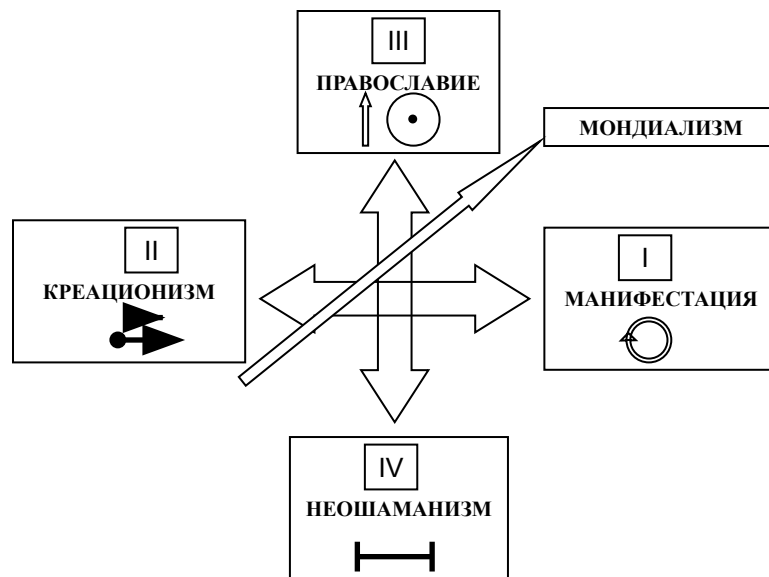 III
ПРАВОСЛАВИЕ
МОНДИАЛИЗМ
II
КРЕАЦИОНИЗМ
I
МАНИФЕСТАЦИЯ
IV
НЕОШАМАНИЗМ